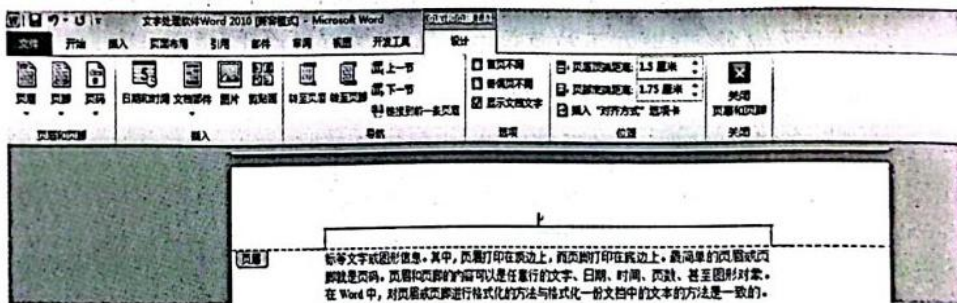 文字处理软件Word 2010 [兼容模式] - Microsoft Word
文件 开始 插入 页面布局 引用 邮件 审阅 视图 开发工具 设计
上一节 首页不同 页眉顶端距离: 1.5 厘米
下一节 奇偶页不同 页脚底端距离: 1.75 厘米
页眉 页脚 页码 日期和时间 文档部件 图片 剪贴画 转至页眉 转至页脚 链接到前一条页眉 显示文档文字 插入 "对齐方式" 选项卡 关闭 页眉和页脚
页眉和页脚 插入 导航 选项 位置 关闭
页眉
标等文字或图形信息。其中,页眉打印在顶边上,而页脚打印在底边上。最简单的页眉或页
脚就是页码。页眉和页脚的内容可以是任意行的文字、日期、时间、页数、甚至图形对象。
在 Word 中,对页眉或页脚进行格式化的方法与格式化一份文档中的文本的方法是一致的。